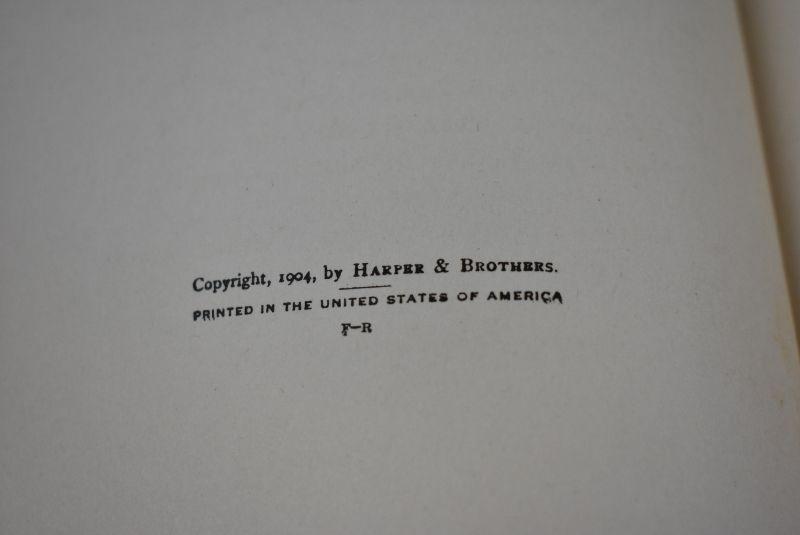 Copyright, 1904, by HARPER & BROTHERS.
PRINTED IN THE UNITED STATES OF AMERICA
F-R